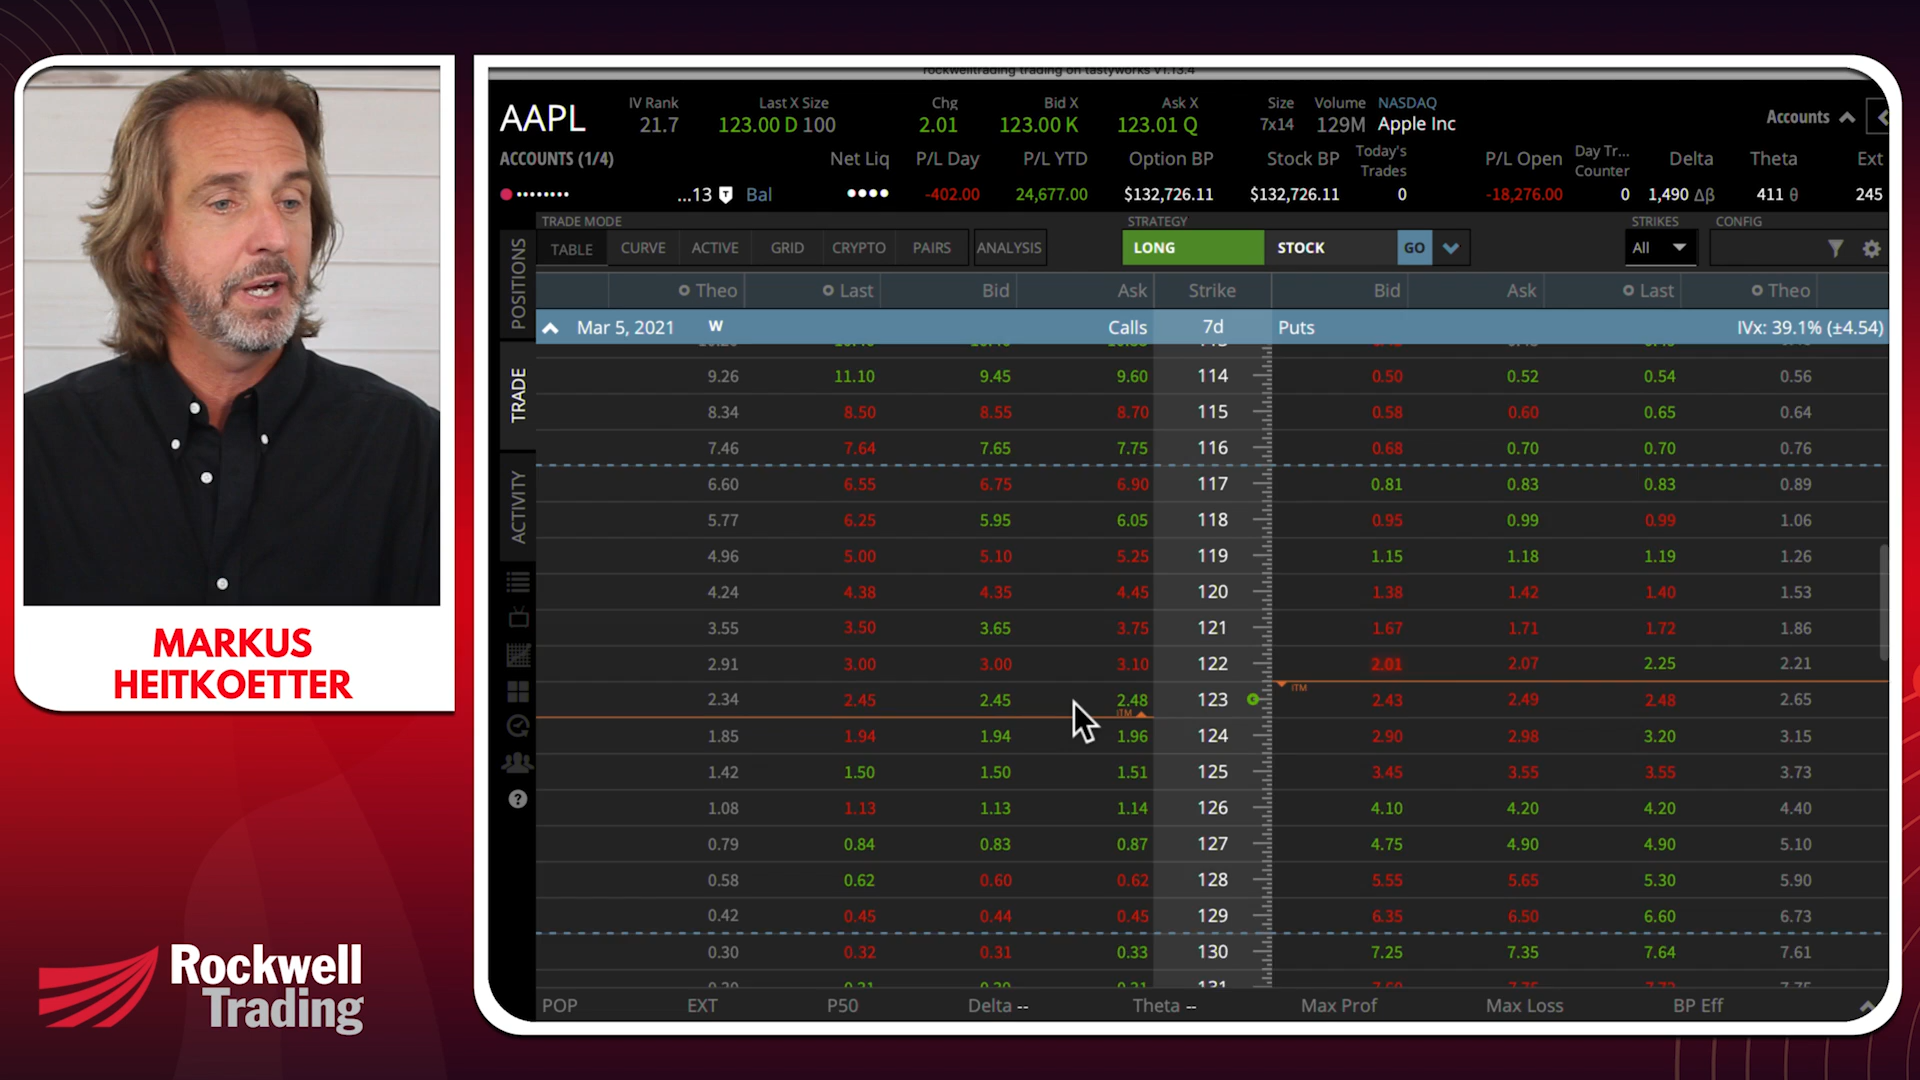 rockwelltrading trading on tastyworks v1.13.4
AAPL
IV Rank Last X Size Chg Bid X Ask X Size Volume NASDAQ
21.7 123.00 D 100 2.01 123.00 K 123.01 Q 7x14 129M Apple Inc
Accounts
ACCOUNTS (1/4) Net Liq P/L Day P/L YTD Option BP Stock BP Today's Trades P/L Open Day Tr... Counter Delta Theta Ext
...13 Bal -402.00 24,677.00 $132,726.11 $132,726.11 0 -18,276.00 0 1,490 Δβ 411 θ 245
TRADE MODE STRATEGY STRIKES CONFIG
TABLE CURVE ACTIVE GRID CRYPTO PAIRS ANALYSIS LONG STOCK GO All
POSITIONS
TRADE
ACTIVITY
Theo Last Bid Ask Strike Bid Ask Last Theo
Mar 5, 2021 W Calls 7d Puts IVx: 39.1% (±4.54)
9.26 11.10 9.45 9.60 114 0.50 0.52 0.54 0.56
8.34 8.50 8.55 8.70 115 0.58 0.60 0.65 0.64
7.46 7.64 7.65 7.75 116 0.68 0.70 0.70 0.76
6.60 6.55 6.75 6.90 117 0.81 0.83 0.83 0.89
5.77 6.25 5.95 6.05 118 0.95 0.99 0.99 1.06
4.96 5.00 5.10 5.25 119 1.15 1.18 1.19 1.26
4.24 4.38 4.35 4.45 120 1.38 1.42 1.40 1.53
3.55 3.50 3.65 3.75 121 1.67 1.71 1.72 1.86
2.91 3.00 3.00 3.10 122 2.01 2.07 2.25 2.21
ITM
2.34 2.45 2.45 2.48 123 2.43 2.49 2.48 2.65
ITM
1.85 1.94 1.94 1.96 124 2.90 2.98 3.20 3.15
1.42 1.50 1.50 1.51 125 3.45 3.55 3.55 3.73
1.08 1.13 1.13 1.14 126 4.10 4.20 4.20 4.40
0.79 0.84 0.83 0.87 127 4.75 4.90 4.90 5.10
0.58 0.62 0.60 0.62 128 5.55 5.65 5.30 5.90
0.42 0.45 0.44 0.45 129 6.35 6.50 6.60 6.73
0.30 0.32 0.31 0.33 130 7.25 7.35 7.64 7.61
POP EXT P50 Delta -- Theta -- Max Prof Max Loss BP Eff
MARKUS
HEITKOETTER
Rockwell
Trading